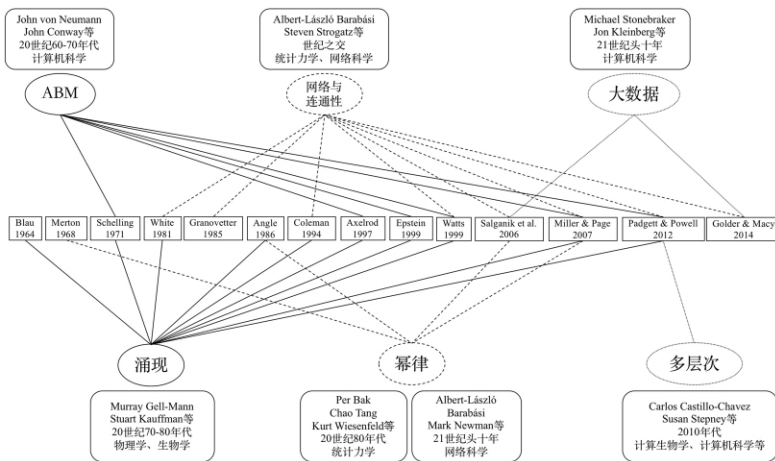 John von Neumann
John Conway等
20世纪60-70年代
计算机科学
Albert-László Barabási
Steven Strogatz等
世纪之交
统计力学、网络科学
Michael Stonebraker
Jon Kleinberg等
21世纪头十年
计算机科学
ABM
网络与
连通性
大数据
Blau
1964
Merton
1968
Schelling
1971
White
1981
Granovetter
1985
Angle
1986
Coleman
1994
Axelrod
1997
Epstein
1999
Watts
1999
Salganik et al.
2006
Miller & Page
2007
Padgett & Powell
2012
Golder & Macy
2014
涌现
幂律
多层次
Murray Gell-Mann
Stuart Kauffman等
20世纪70-80年代
物理学、生物学
Per Bak
Chao Tang
Kurt Wiesenfeld等
20世纪80年代
统计力学
Albert-László
Barabási
Mark Newman等
21世纪头十年
网络科学
Carlos Castillo-Chavez
Susan Stepney等
2010年代
计算生物学、计算机科学等